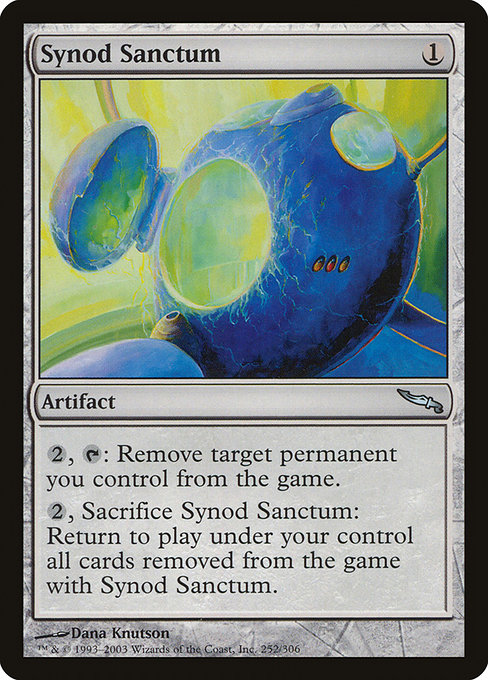 Synod Sanctum 1
Artifact
2, : Remove target permanent
you control from the game.
2, Sacrifice Synod Sanctum:
Return to play under your control
all cards removed from the game
with Synod Sanctum.
Dana Knutson
™ & © 1993–2003 Wizards of the Coast, Inc. 252/306